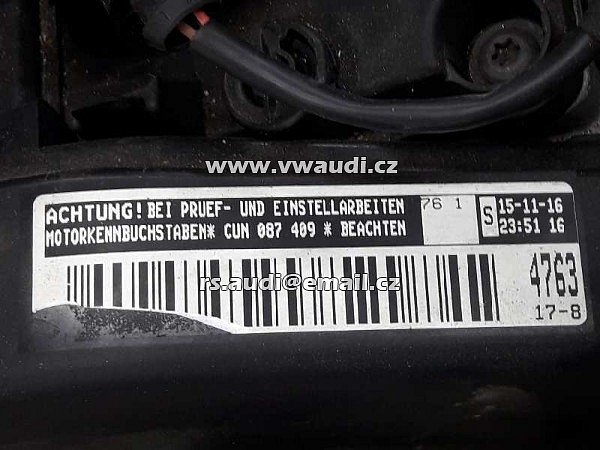 www.vwaudi.cz
ACHTUNG! BEI PRUEF- UND EINSTELLARBEITEN
MOTORKENNBUCHSTABEN* CUN 087 409 * BEACHTEN
76 1
S
15-11-16
23:51 16
rs.audi@email.cz
4763
17-8